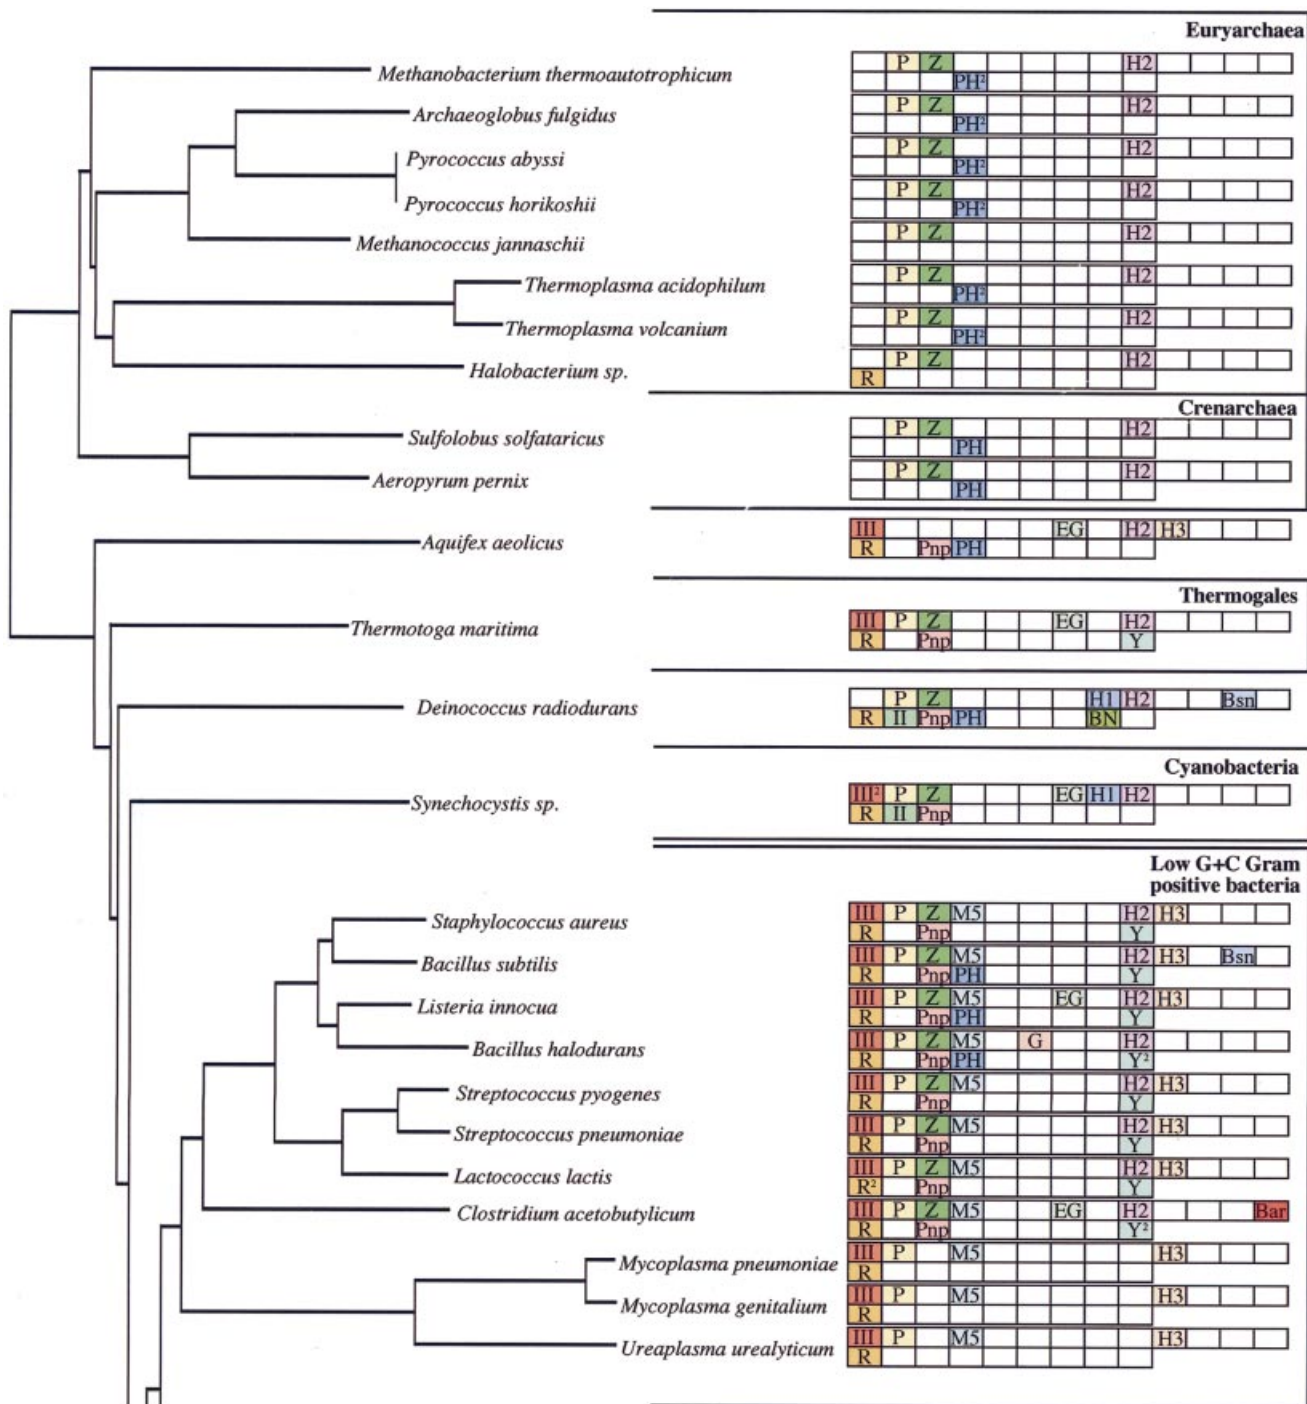 Euryarchaea
Methanobacterium thermoautotrophicum P Z H2
PH²
Archaeoglobus fulgidus P Z H2
PH²
Pyrococcus abyssi P Z H2
PH²
Pyrococcus horikoshii P Z H2
PH²
Methanococcus jannaschii P Z H2
Thermoplasma acidophilum P Z H2
PH²
Thermoplasma volcanium P Z H2
PH²
Halobacterium sp. P Z H2
R
Crenarchaea
Sulfolobus solfataricus P Z H2
PH
Aeropyrum pernix P Z H2
PH
Aquifex aeolicus III EG H2 H3
R Pnp PH
Thermogales
Thermotoga maritima III P Z EG H2
R Pnp Y
Deinococcus radiodurans P Z H1 H2 Bsn
R II Pnp PH BN
Cyanobacteria
Synechocystis sp. III² P Z EG H1 H2
R II Pnp
Low G+C Gram
positive bacteria
Staphylococcus aureus III P Z M5 H2 H3
R Pnp Y
Bacillus subtilis III P Z M5 H2 H3 Bsn
R Pnp PH Y
Listeria innocua III P Z M5 EG H2 H3
R Pnp PH Y
Bacillus halodurans III P Z M5 G H2
R Pnp PH Y²
Streptococcus pyogenes III P Z M5 H2 H3
R Pnp Y
Streptococcus pneumoniae III P Z M5 H2 H3
R Pnp Y
Lactococcus lactis III P Z M5 H2 H3
R² Pnp Y
Clostridium acetobutylicum III P Z M5 EG H2 Bar
R Pnp Y²
Mycoplasma pneumoniae III P M5 H3
R
Mycoplasma genitalium III P M5 H3
R
Ureaplasma urealyticum III P M5 H3
R